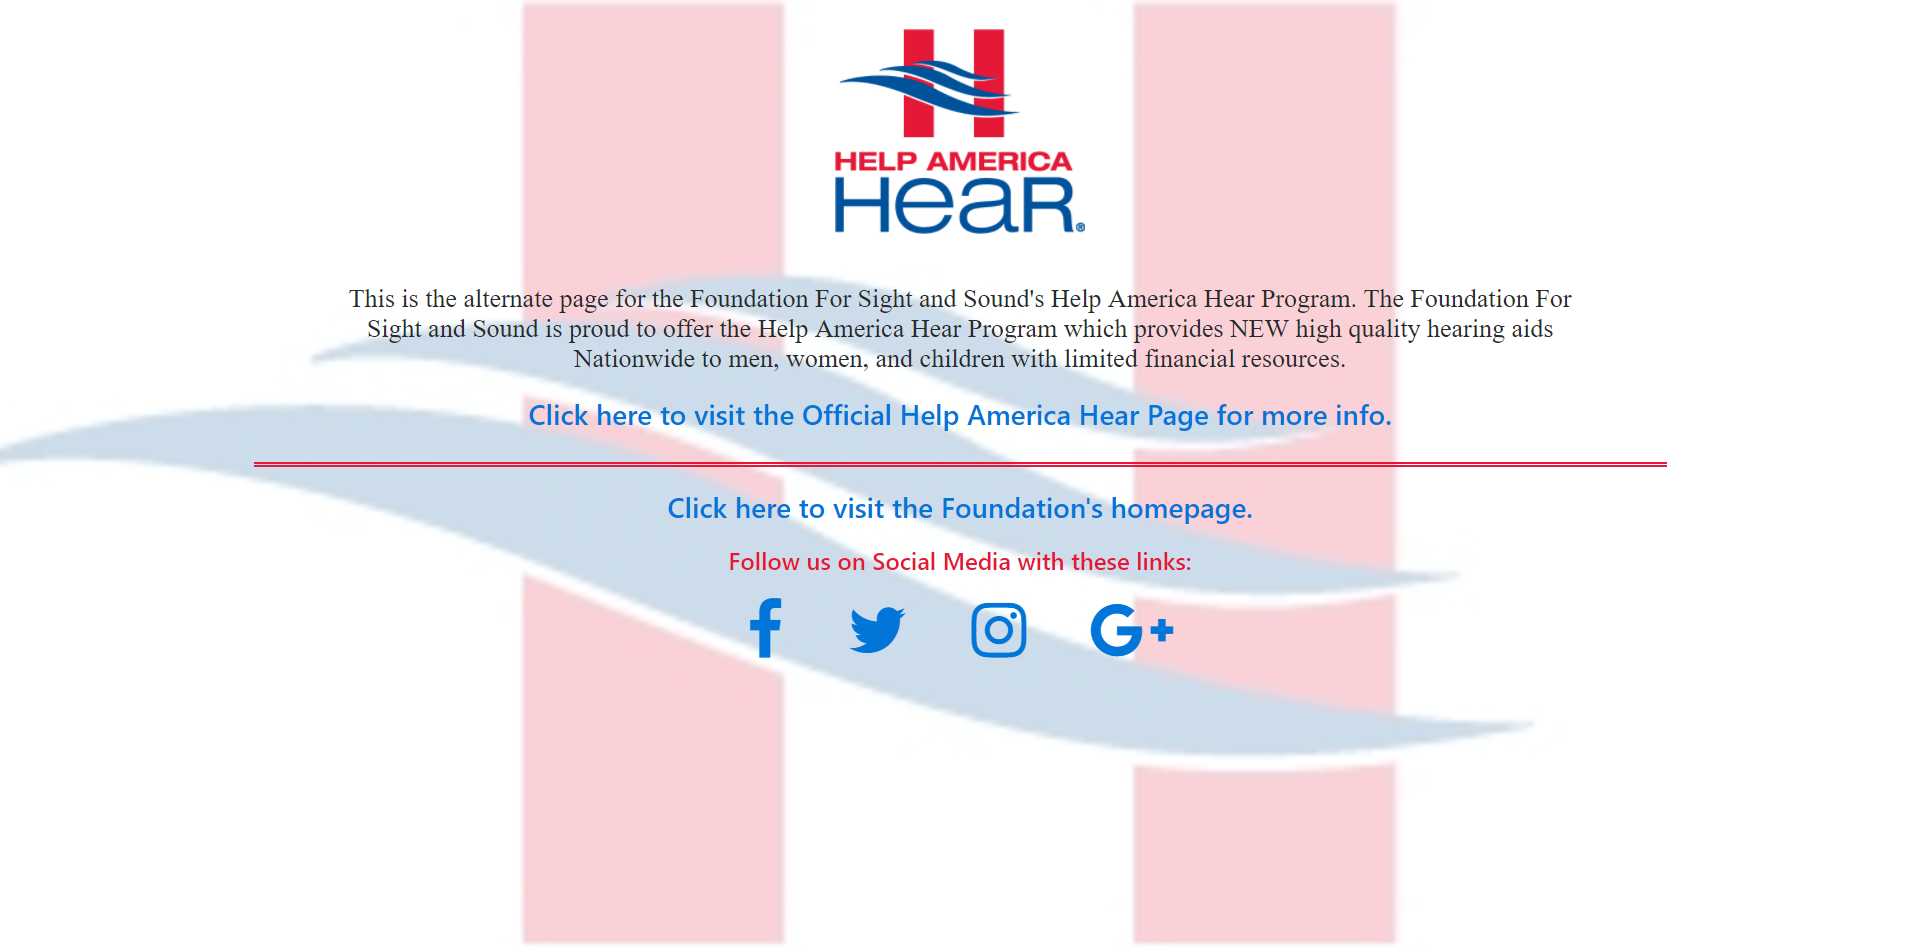 HELP AMERICA
HeaR®
This is the alternate page for the Foundation For Sight and Sound's Help America Hear Program. The Foundation For
Sight and Sound is proud to offer the Help America Hear Program which provides NEW high quality hearing aids
Nationwide to men, women, and children with limited financial resources.
Click here to visit the Official Help America Hear Page for more info.
Click here to visit the Foundation's homepage.
Follow us on Social Media with these links:
G+